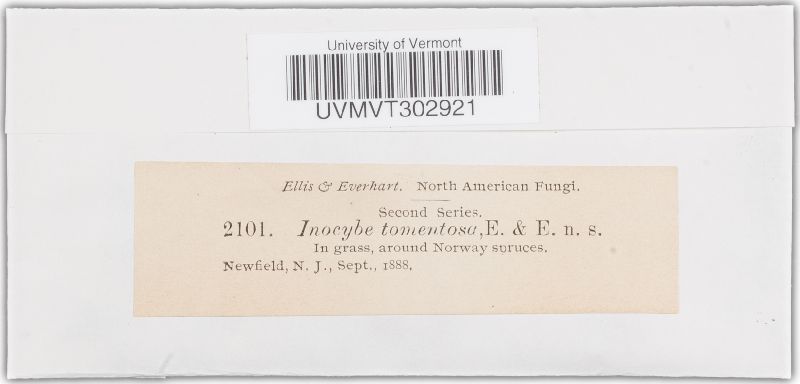 University of Vermont
UVMVT302921
Ellis & Everhart. North American Fungi.
Second Series.
2101. Inocybe tomentosa, E. & E. n. s.
In grass, around Norway spruces.
Newfield, N. J., Sept., 1888.